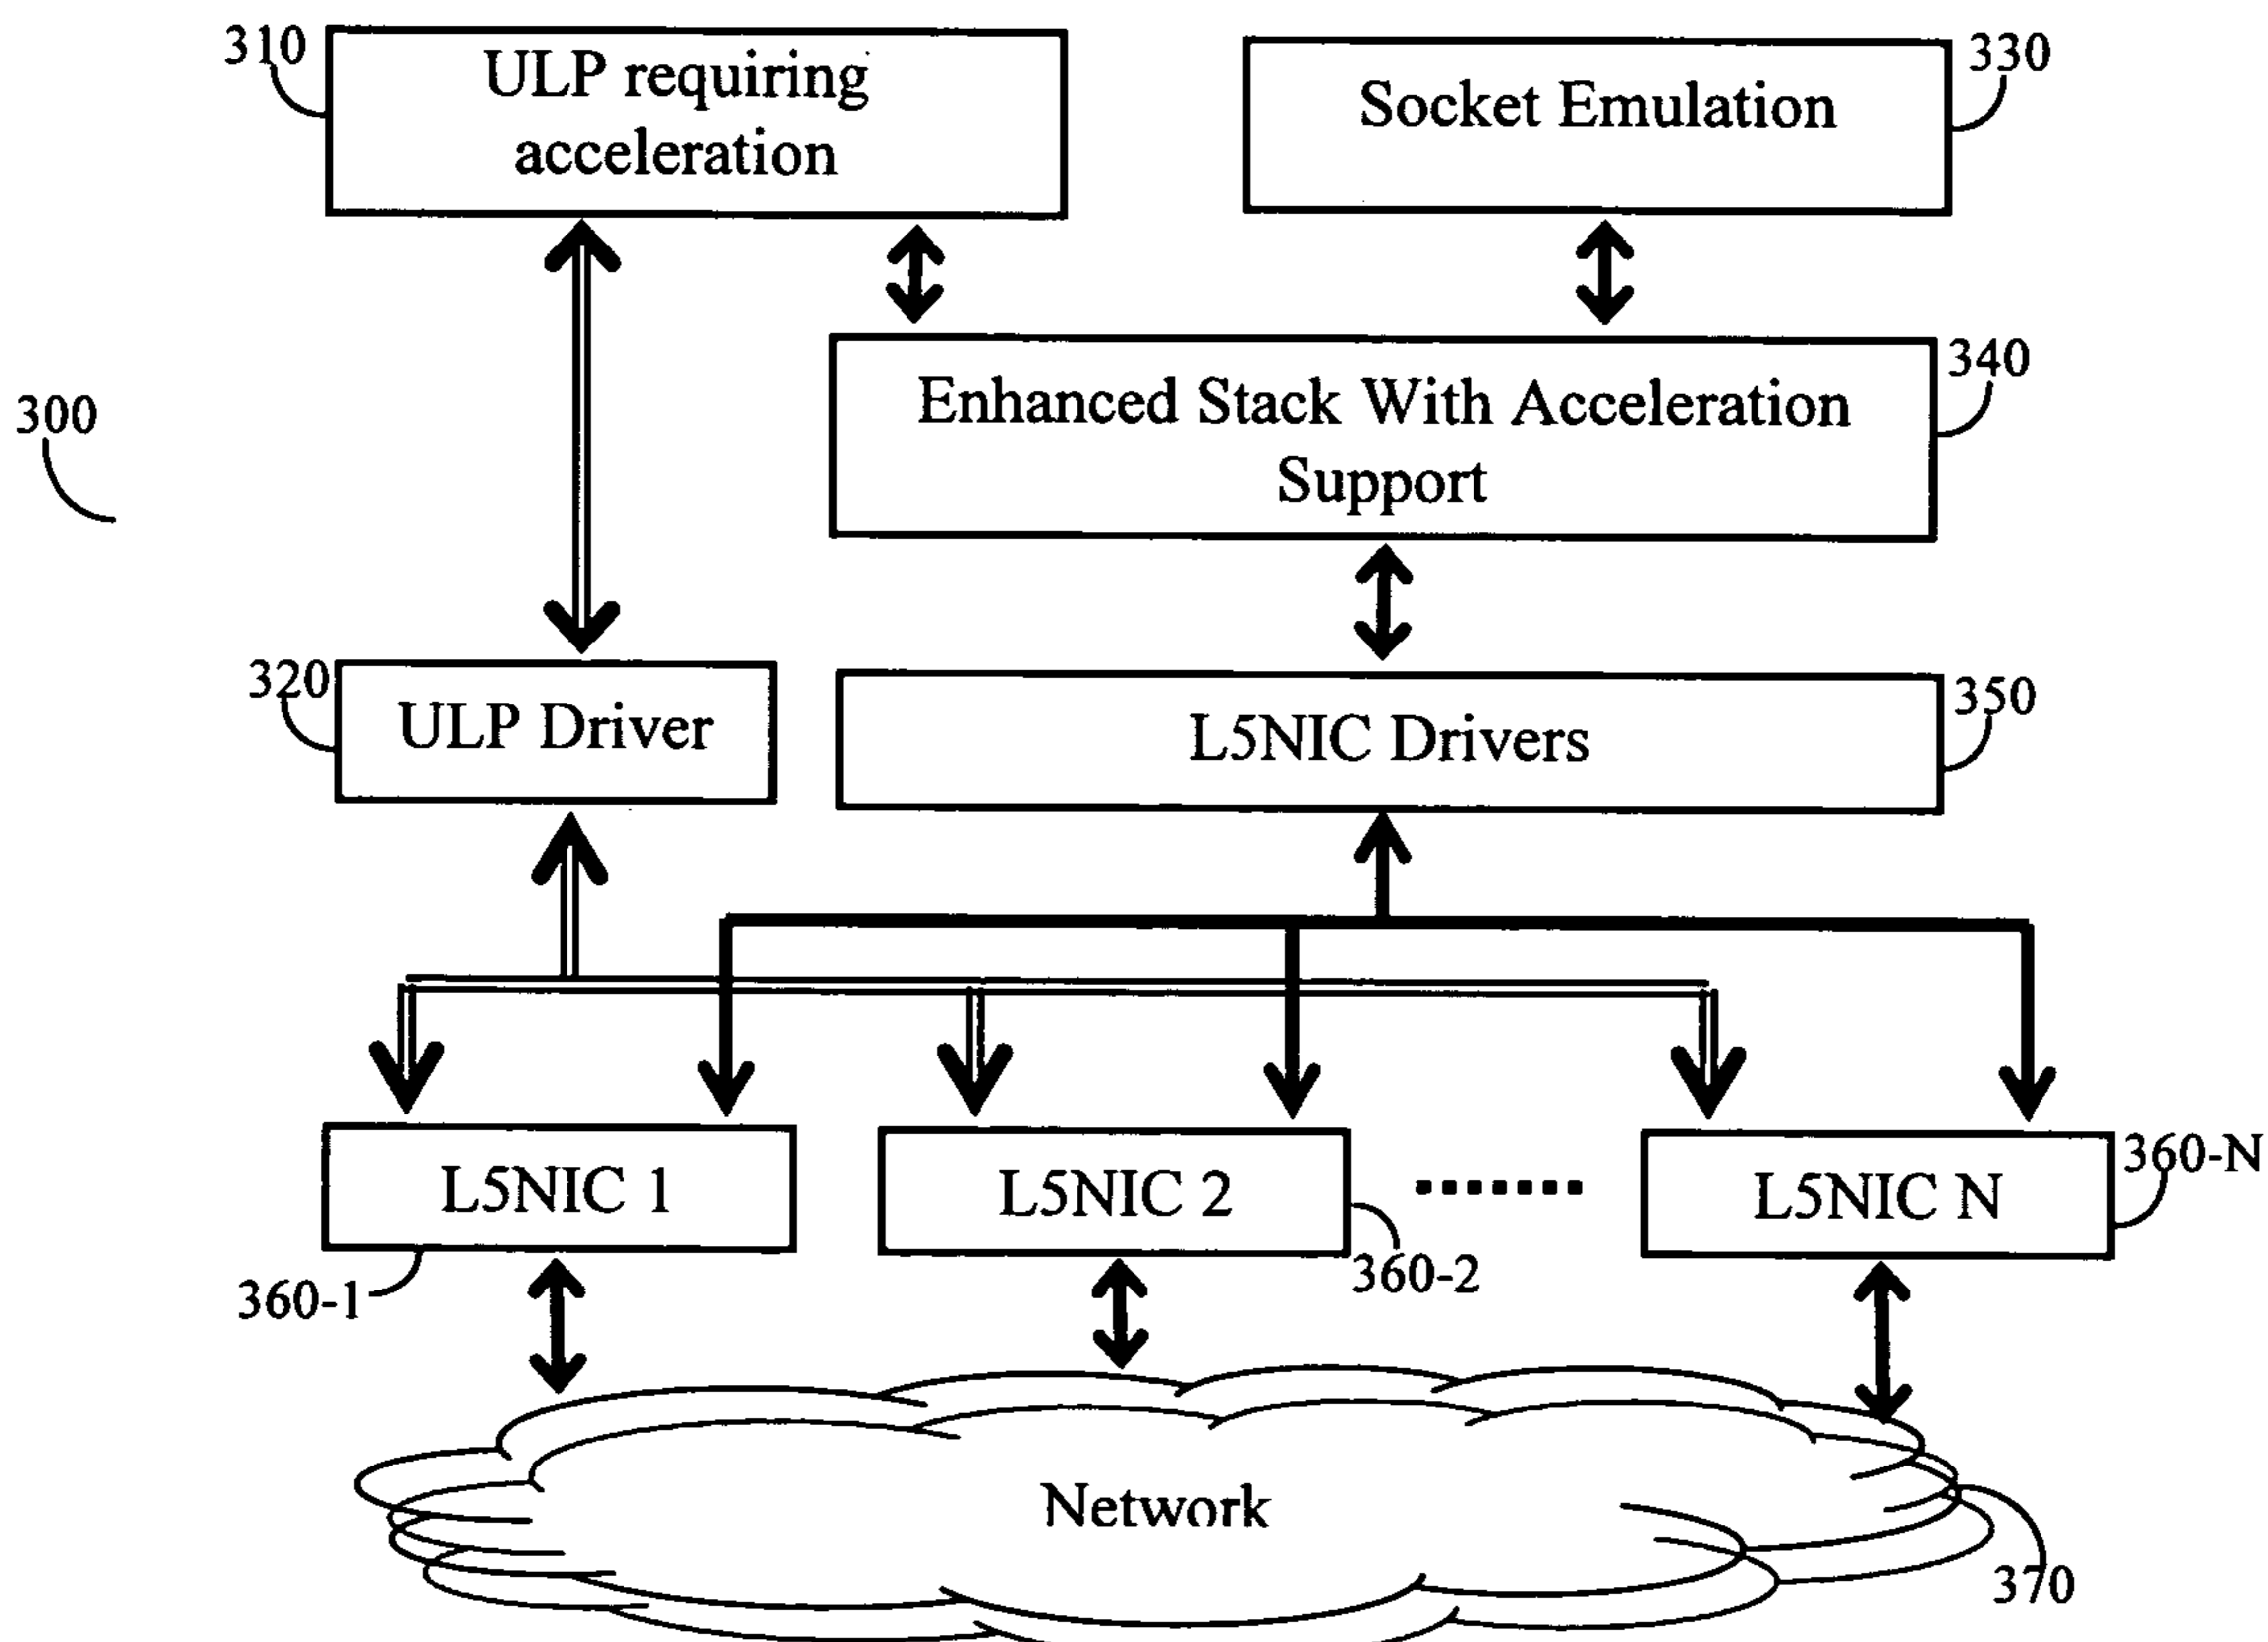 310
ULP requiring
acceleration
330
Socket Emulation
340
Enhanced Stack With Acceleration
Support
300
320
ULP Driver
350
L5NIC Drivers
L5NIC 1
L5NIC 2
L5NIC N
360-N
360-1
360-2
Network
370